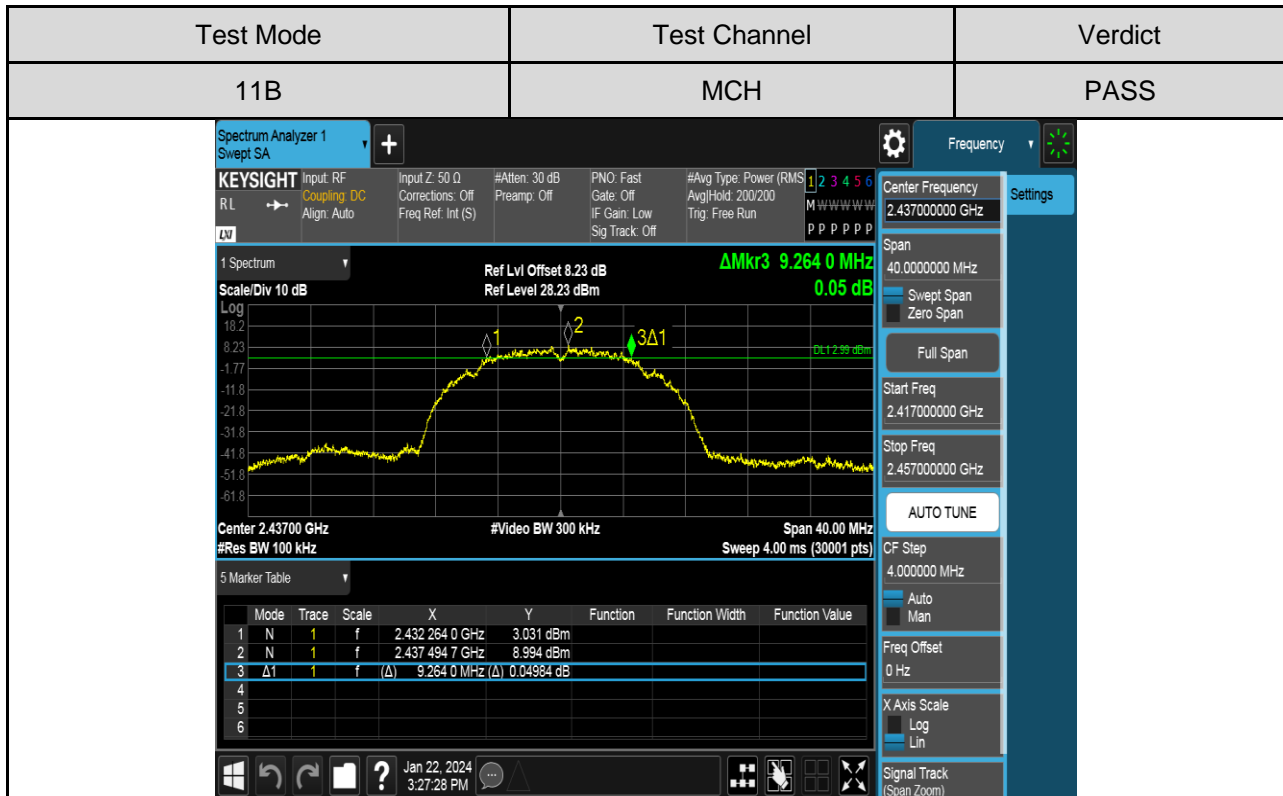 Test Mode Test Channel Verdict
11B MCH PASS
Spectrum Analyzer 1
Swept SA
+
Frequency
KEYSIGHT
RL
LXI
Input: RF
Coupling: DC
Align: Auto
Input Z: 50 Ω
Corrections: Off
Freq Ref: Int (S)
#Atten: 30 dB
Preamp: Off
PNO: Fast
Gate: Off
IF Gain: Low
Sig Track: Off
#Avg Type: Power (RMS
Avg|Hold: 200/200
Trig: Free Run
1 2 3 4 5 6
M W W W W W
P P P P P P
1 Spectrum
Scale/Div 10 dB
Ref Lvl Offset 8.23 dB
Ref Level 28.23 dBm
ΔMkr3 9.264 0 MHz
0.05 dB
Log
18.2
8.23
-1.77
-11.8
-21.8
-31.8
-41.8
-51.8
-61.8
1
2
3Δ1
DL1 2.99 dBm
Center 2.43700 GHz
#Video BW 300 kHz
Span 40.00 MHz
#Res BW 100 kHz
Sweep 4.00 ms (30001 pts)
5 Marker Table
Mode Trace Scale X Y Function Function Width Function Value
1 N 1 f 2.432 264 0 GHz 3.031 dBm
2 N 1 f 2.437 494 7 GHz 8.994 dBm
3 Δ1 1 f (Δ) 9.264 0 MHz (Δ) 0.04984 dB
4
5
6
?
Jan 22, 2024
3:27:28 PM
Center Frequency
2.437000000 GHz
Settings
Span
40.0000000 MHz
Swept Span
Zero Span
Full Span
Start Freq
2.417000000 GHz
Stop Freq
2.457000000 GHz
AUTO TUNE
CF Step
4.000000 MHz
Auto
Man
Freq Offset
0 Hz
X Axis Scale
Log
Lin
Signal Track
(Span Zoom)